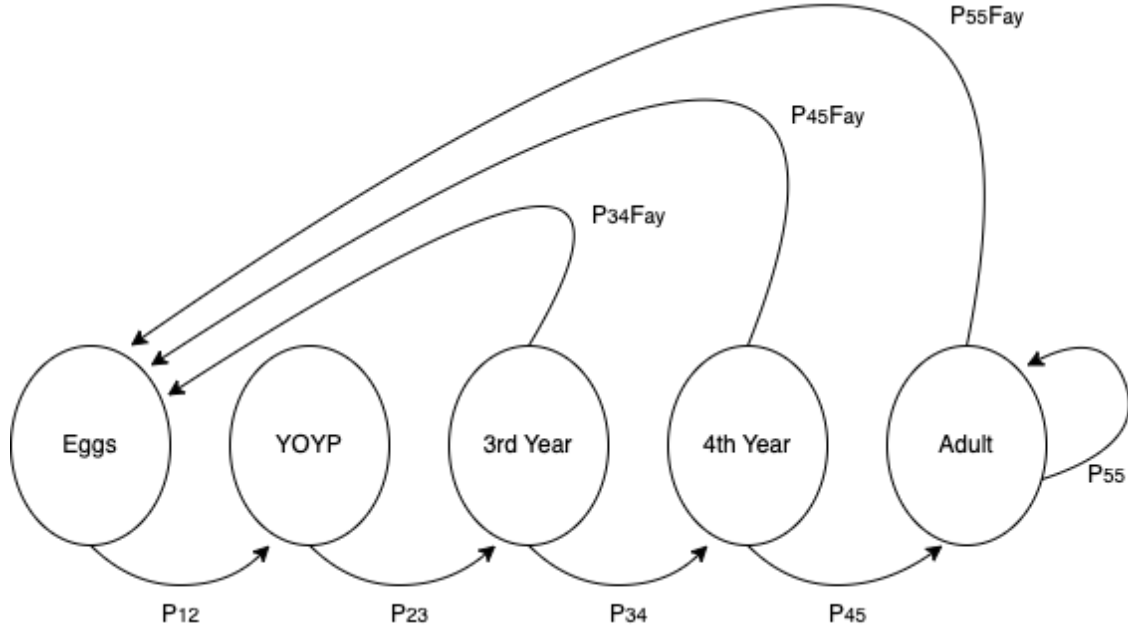 P55Fay
P45Fay
P34Fay
Eggs
YOYP
3rd Year
4th Year
Adult
P55
P12
P23
P34
P45